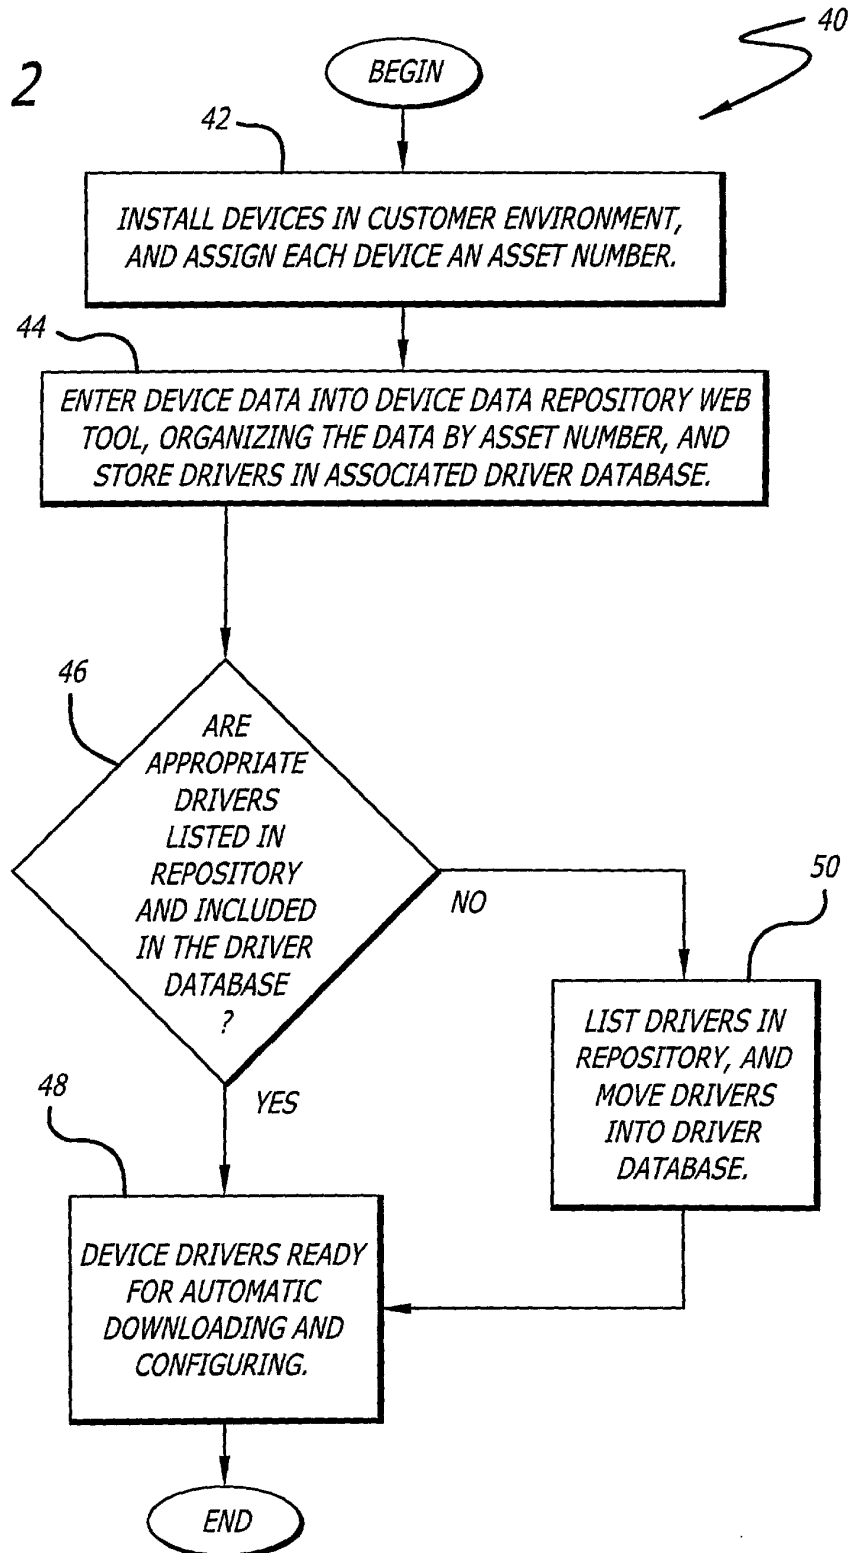 40
2
BEGIN
42
INSTALL DEVICES IN CUSTOMER ENVIRONMENT,
AND ASSIGN EACH DEVICE AN ASSET NUMBER.
44
ENTER DEVICE DATA INTO DEVICE DATA REPOSITORY WEB
TOOL, ORGANIZING THE DATA BY ASSET NUMBER, AND
STORE DRIVERS IN ASSOCIATED DRIVER DATABASE.
46
ARE
APPROPRIATE
DRIVERS
LISTED IN
REPOSITORY
AND INCLUDED
IN THE DRIVER
DATABASE
?
NO
50
LIST DRIVERS IN
REPOSITORY, AND
MOVE DRIVERS
INTO DRIVER
DATABASE.
YES
48
DEVICE DRIVERS READY
FOR AUTOMATIC
DOWNLOADING AND
CONFIGURING.
END